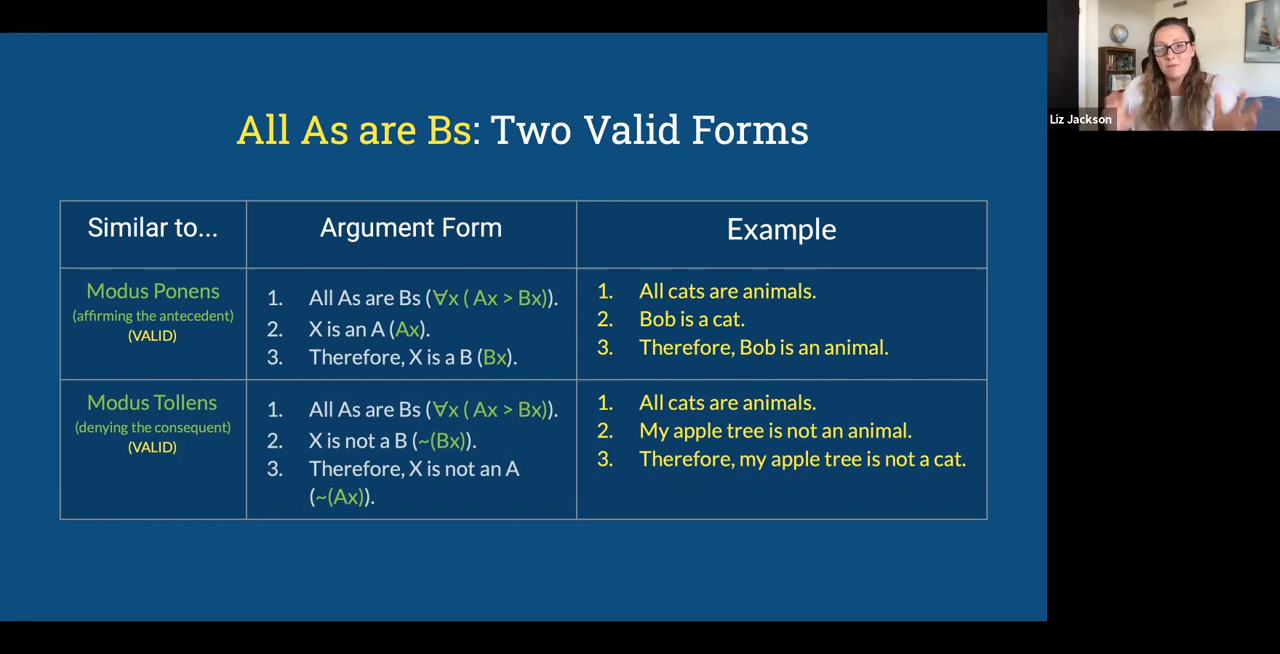 Liz Jackson
All As are Bs: Two Valid Forms
Similar to...
Argument Form
Example
Modus Ponens
(affirming the antecedent)
(VALID)
1. All As are Bs (∀x ( Ax > Bx)).
2. X is an A (Ax).
3. Therefore, X is a B (Bx).
1. All cats are animals.
2. Bob is a cat.
3. Therefore, Bob is an animal.
Modus Tollens
(denying the consequent)
(VALID)
1. All As are Bs (∀x ( Ax > Bx)).
2. X is not a B (~(Bx)).
3. Therefore, X is not an A
(~(Ax)).
1. All cats are animals.
2. My apple tree is not an animal.
3. Therefore, my apple tree is not a cat.